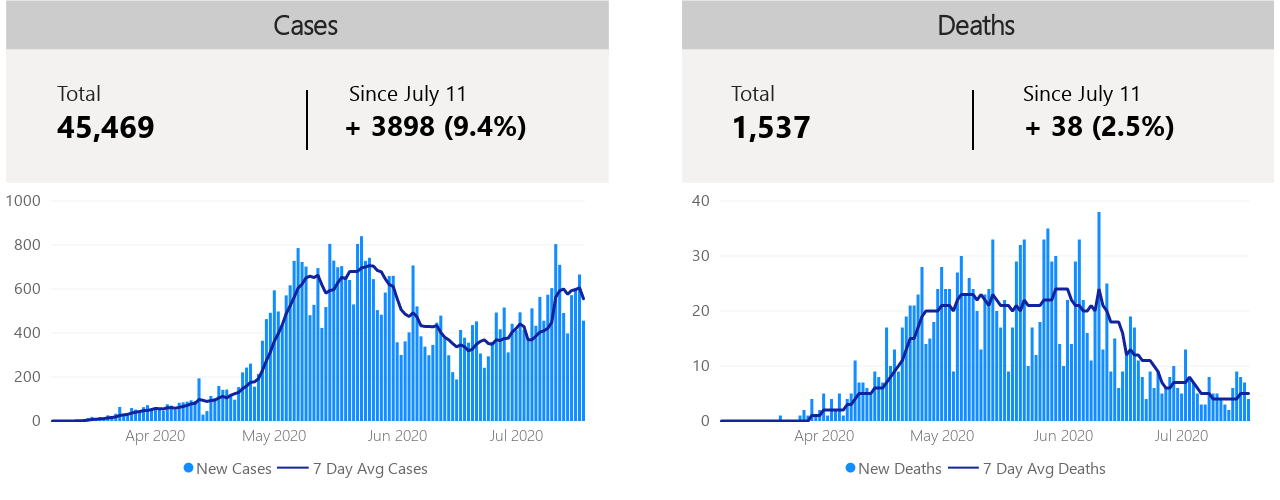 Cases
Total
45,469
Since July 11
+ 3898 (9.4%)
1000
800
600
400
200
0
Apr 2020
May 2020
Jun 2020
Jul 2020
New Cases
7 Day Avg Cases
Deaths
Total
1,537
Since July 11
+ 38 (2.5%)
40
30
20
10
0
Apr 2020
May 2020
Jun 2020
Jul 2020
New Deaths
7 Day Avg Deaths